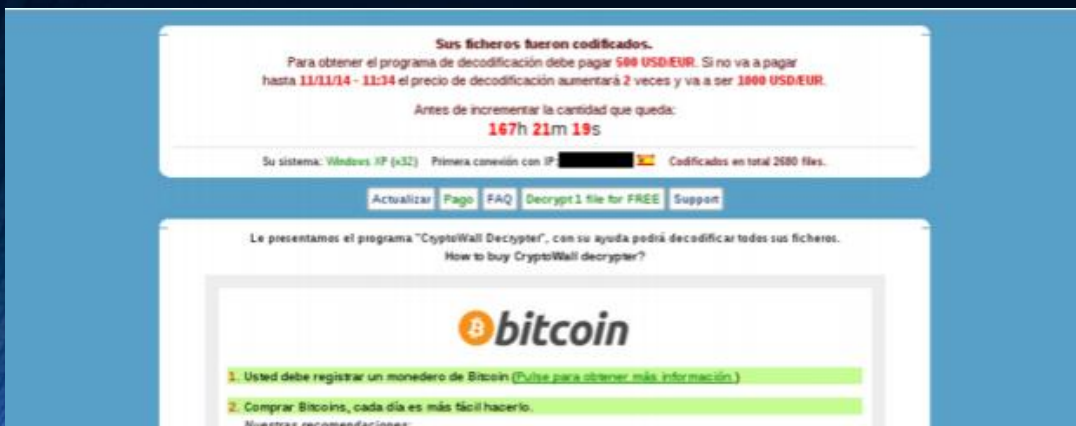 Sus ficheros fueron codificados.
Para obtener el programa de decodificación debe pagar 500 USD/EUR. Si no va a pagar
hasta 11/11/14 - 11:34 el precio de decodificación aumentará 2 veces y va a ser 1000 USD/EUR.
Antes de incrementar la cantidad que queda:
167h 21m 19s
Su sistema: Windows XP (x32) Primera conexión con IP: Codificados en total 2680 files.
Actualizar Pago FAQ Decrypt 1 file for FREE Support
Le presentamos el programa "CryptoWall Decrypter", con su ayuda podrá decodificar todos sus ficheros.
How to buy CryptoWall decrypter?
bitcoin
1. Usted debe registrar un monedero de Bitcoin (Pulse para obtener más información.)
2. Comprar Bitcoins, cada día es más fácil hacerlo.
Nuestras recomendaciones: